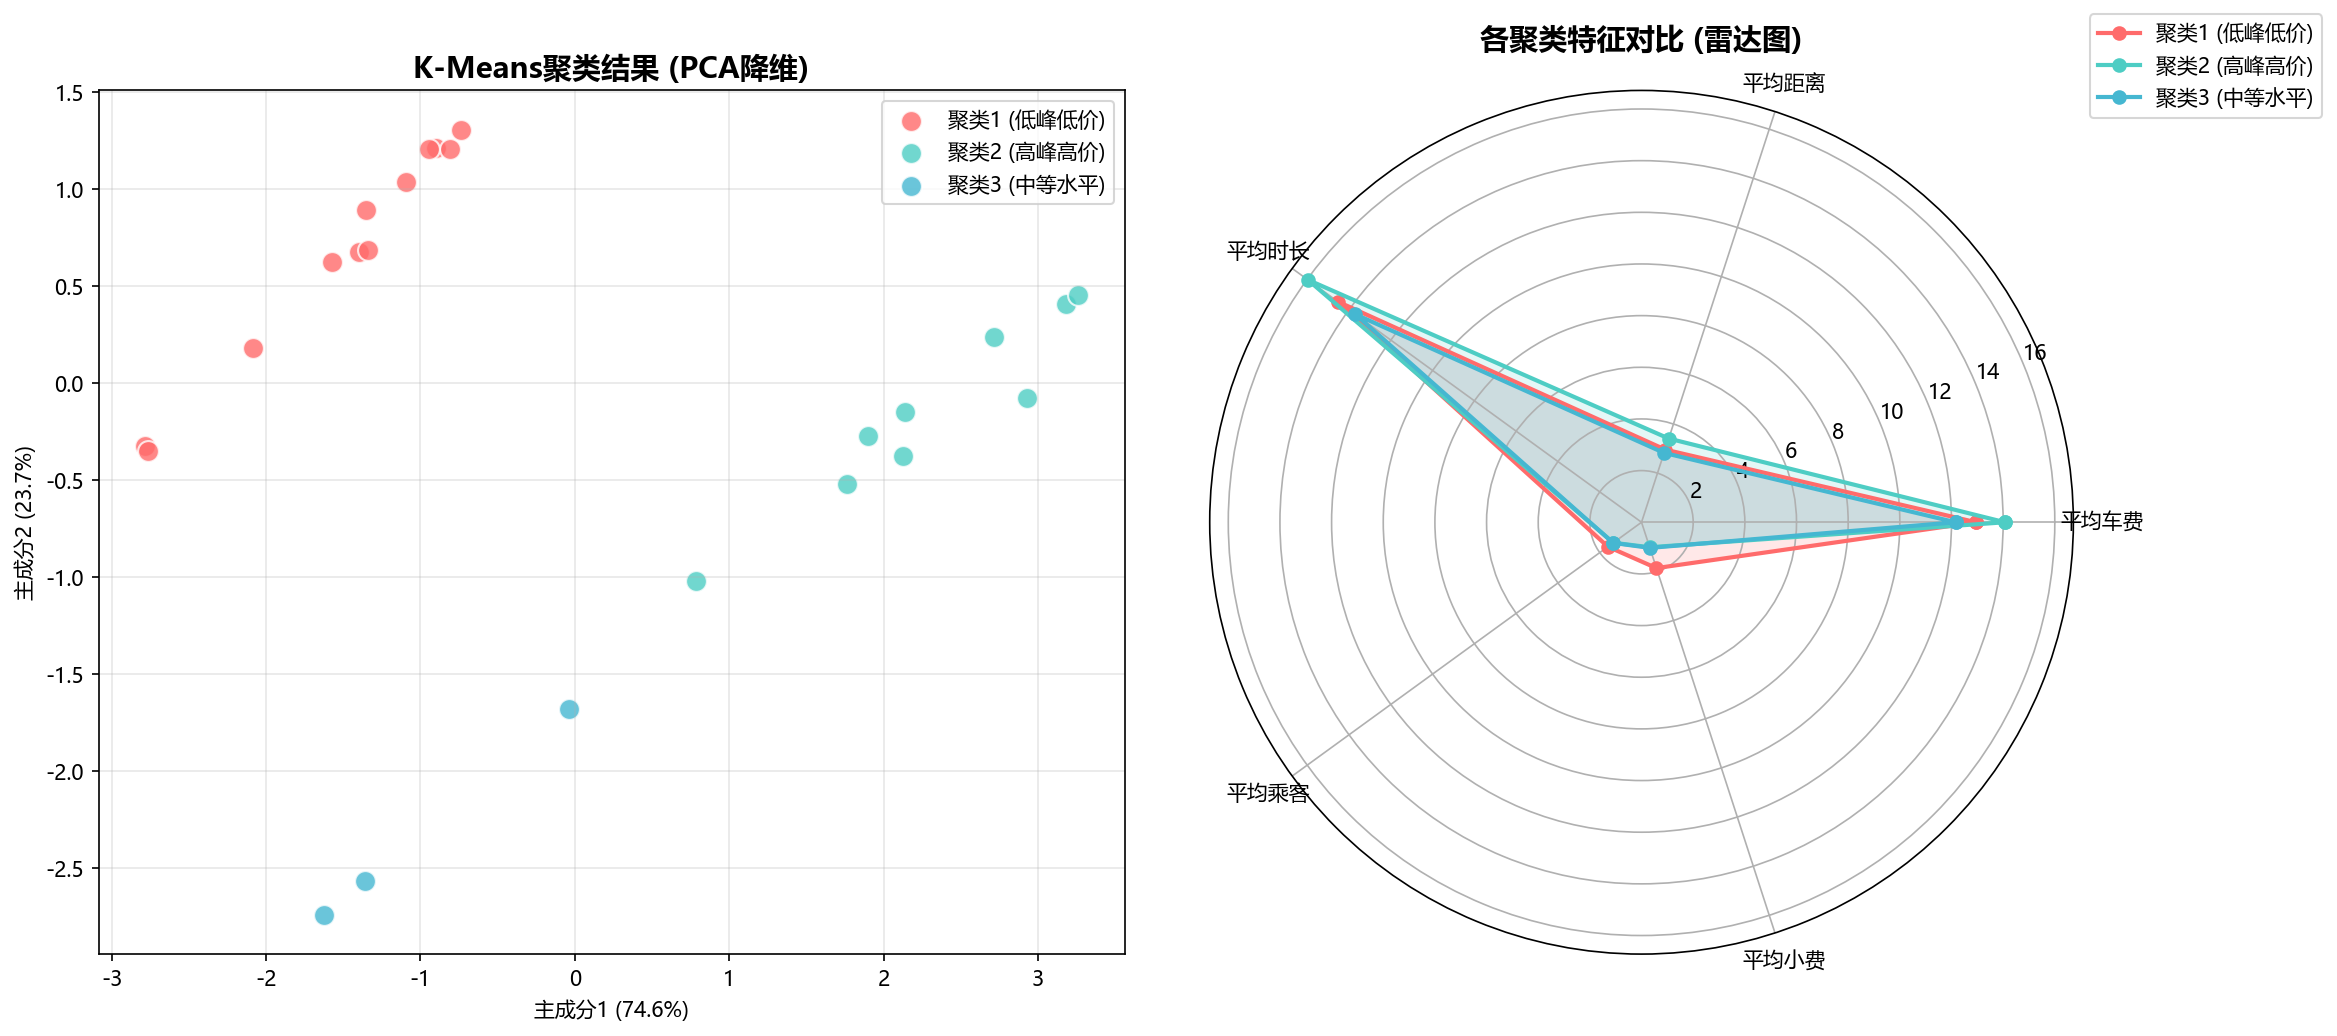 K-Means聚类结果 (PCA降维)
聚类1 (低峰低价)
聚类2 (高峰高价)
聚类3 (中等水平)
1.5
1.0
0.5
0.0
-0.5
-1.0
-1.5
-2.0
-2.5
主成分2 (23.7%)
-3
-2
-1
0
1
2
3
主成分1 (74.6%)
各聚类特征对比 (雷达图)
聚类1 (低峰低价)
聚类2 (高峰高价)
聚类3 (中等水平)
平均距离
平均时长
平均车费
平均乘客
平均小费
2
4
6
8
10
12
14
16